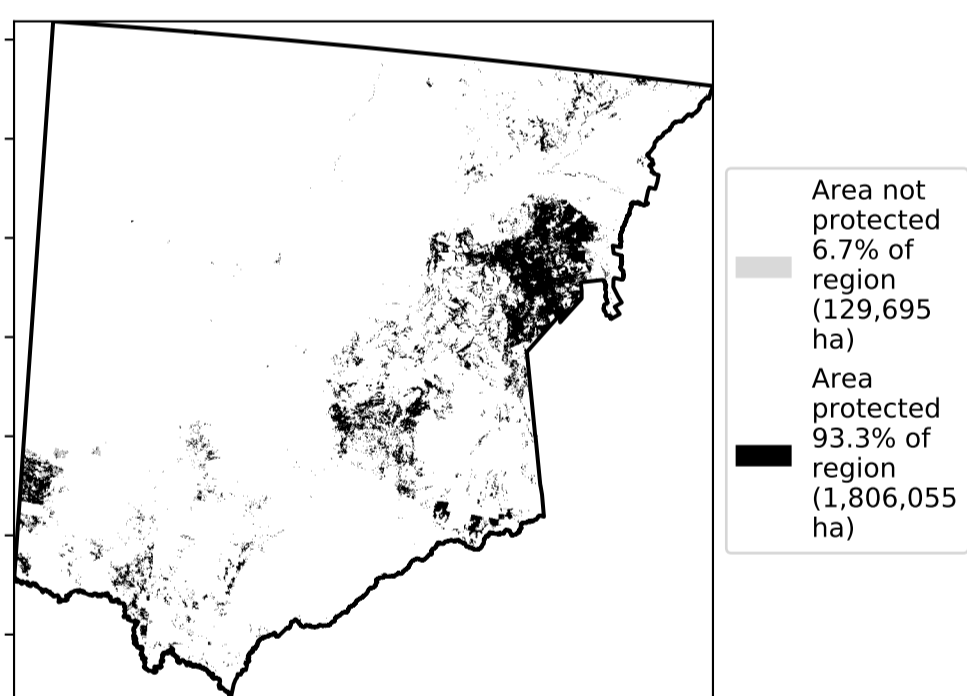 Area not
protected
6.7% of
region
(129,695
ha)
Area
protected
93.3% of
region
(1,806,055
ha)